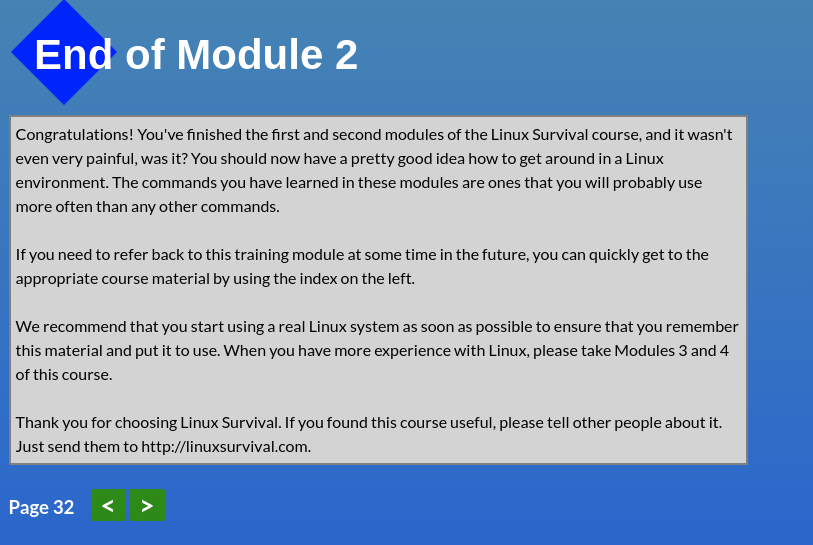 End of Module 2
Congratulations! You've finished the first and second modules of the Linux Survival course, and it wasn't
even very painful, was it? You should now have a pretty good idea how to get around in a Linux
environment. The commands you have learned in these modules are ones that you will probably use
more often than any other commands.
If you need to refer back to this training module at some time in the future, you can quickly get to the
appropriate course material by using the index on the left.
We recommend that you start using a real Linux system as soon as possible to ensure that you remember
this material and put it to use. When you have more experience with Linux, please take Modules 3 and 4
of this course.
Thank you for choosing Linux Survival. If you found this course useful, please tell other people about it.
Just send them to http://linuxsurvival.com.
Page 32 < >